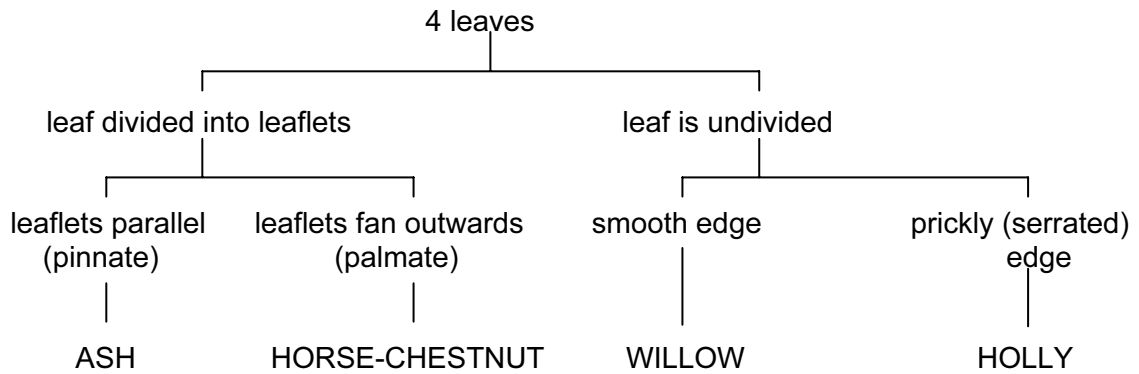 4 leaves
leaf divided into leaflets
leaf is undivided
leaflets parallel
(pinnate)
leaflets fan outwards
(palmate)
smooth edge
prickly (serrated)
edge
ASH
HORSE-CHESTNUT
WILLOW
HOLLY